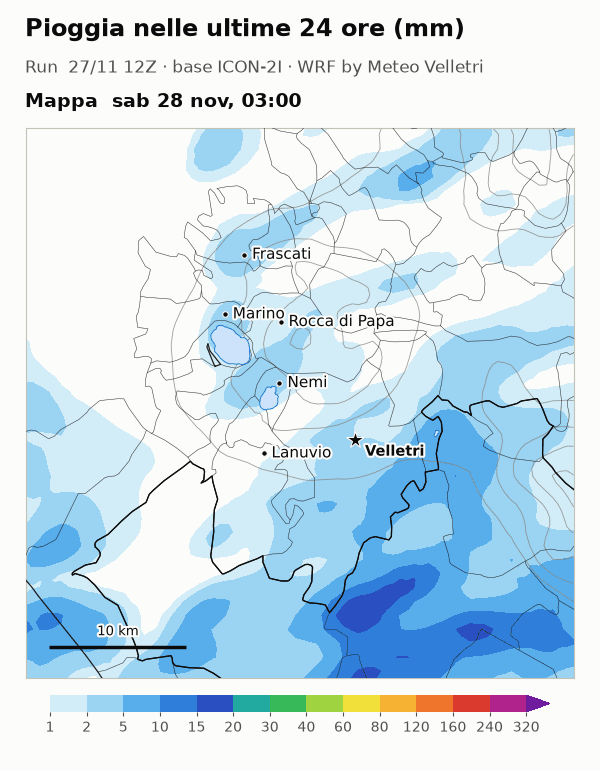 Pioggia nelle ultime 24 ore (mm)
Run  27/11 12Z · base ICON-2I · WRF by Meteo Velletri
Mappa  sab 28 nov, 03:00
Frascati
Marino
Rocca di Papa
Nemi
Velletri
Lanuvio
10 km
1 2 5 10 15 20 30 40 60 80 120 160 240 320